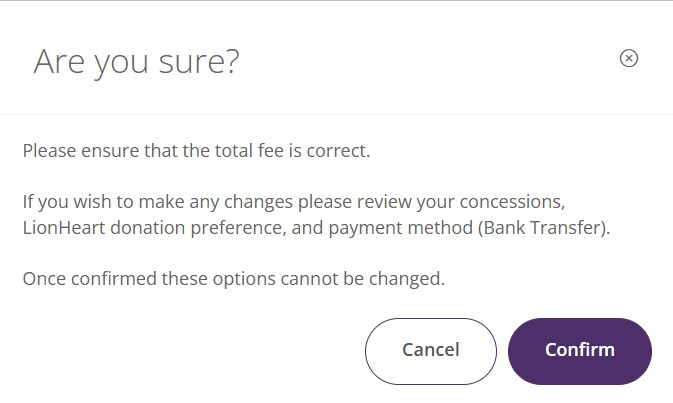 Are you sure?
Please ensure that the total fee is correct.
If you wish to make any changes please review your concessions,
LionHeart donation preference, and payment method (Bank Transfer).
Once confirmed these options cannot be changed.
Cancel
Confirm